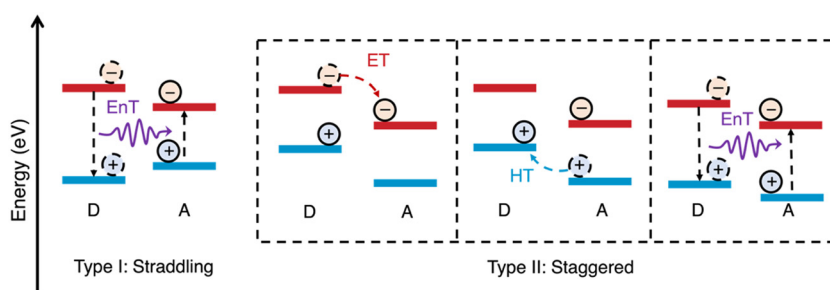 Energy (eV)
EnT
D
A
Type I: Straddling
ET
D
A
HT
D
A
EnT
D
A
Type II: Staggered